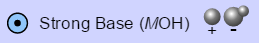 Strong Base (MOH)
+ -